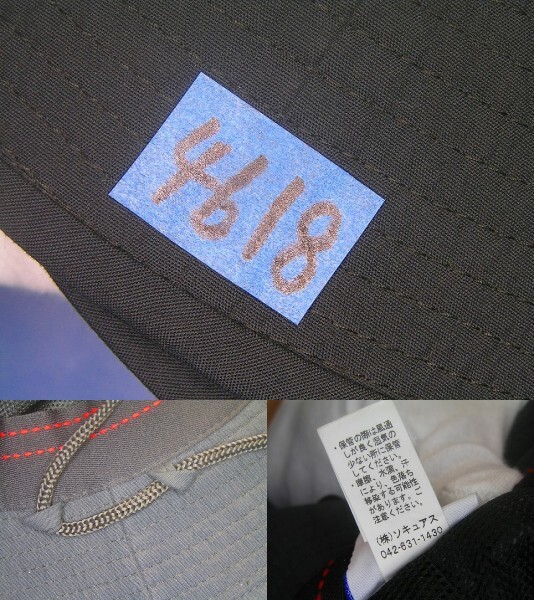 4618
・保管の際は風通
しが良く湿気の
少ない所に保管
してください。
・摩擦、水濡、汗
により、色落ち
移染する可能性
があります。ご
注意ください。
(株)ソキュアス
042-631-1430